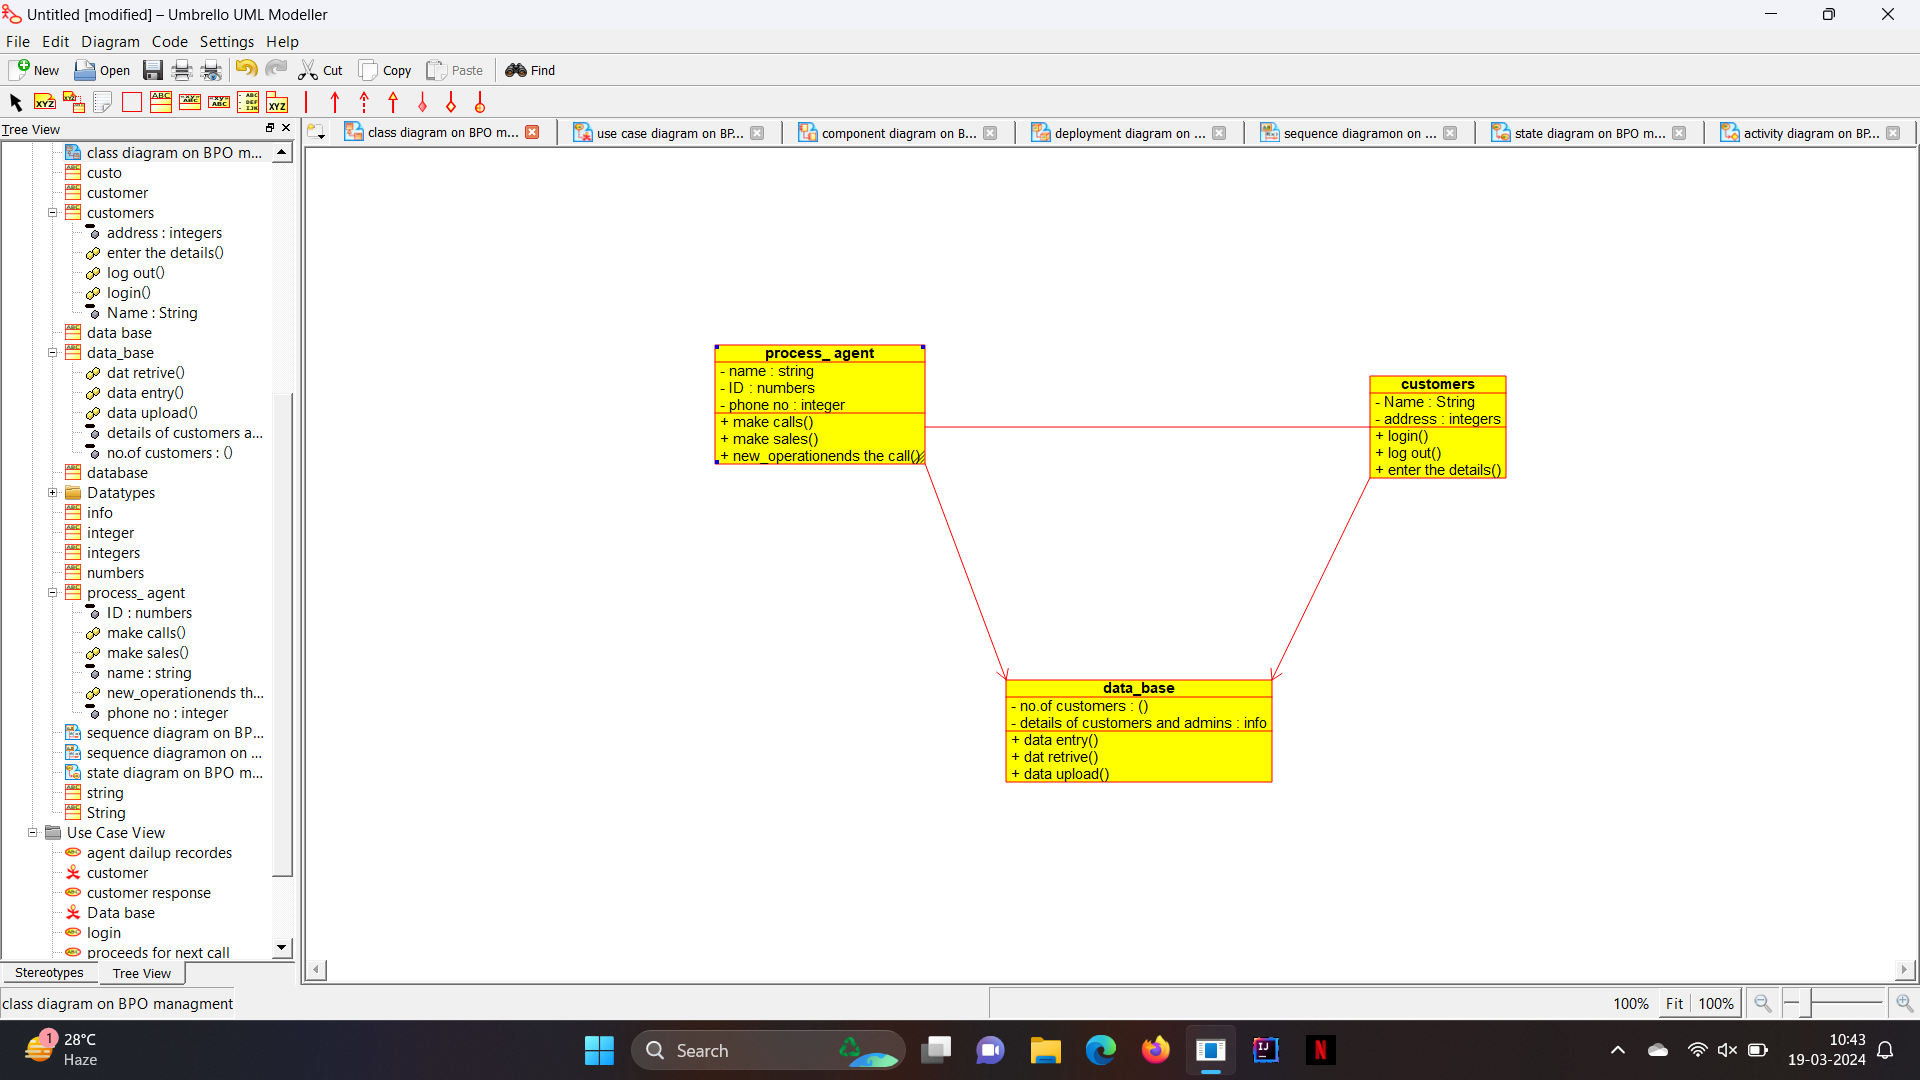 Untitled [modified] – Umbrello UML Modeller
File Edit Diagram Code Settings Help
New Open Cut Copy Paste Find
Tree View
class diagram on BPO m...
use case diagram on BP...
component diagram on B...
deployment diagram on ...
sequence diagramon on ...
state diagram on BPO m...
activity diagram on BP...
class diagram on BPO m...
custo
customer
customers
address : integers
enter the details()
log out()
login()
Name : String
data base
data_base
dat retrive()
data entry()
data upload()
details of customers a...
no.of customers : ()
database
Datatypes
info
integer
integers
numbers
process_ agent
ID : numbers
make calls()
make sales()
name : string
new_operationends th...
phone no : integer
sequence diagram on BP...
sequence diagramon on ...
state diagram on BPO m...
string
String
Use Case View
agent dailup recordes
customer
customer response
Data base
login
proceeds for next call
Stereotypes Tree View
process_ agent
- name : string
- ID : numbers
- phone no : integer
+ make calls()
+ make sales()
+ new_operationends the call()
customers
- Name : String
- address : integers
+ login()
+ log out()
+ enter the details()
data_base
- no.of customers : ()
- details of customers and admins : info
+ data entry()
+ dat retrive()
+ data upload()
class diagram on BPO managment
100% Fit 100%
1
28°C
Haze
Search
10:43
19-03-2024